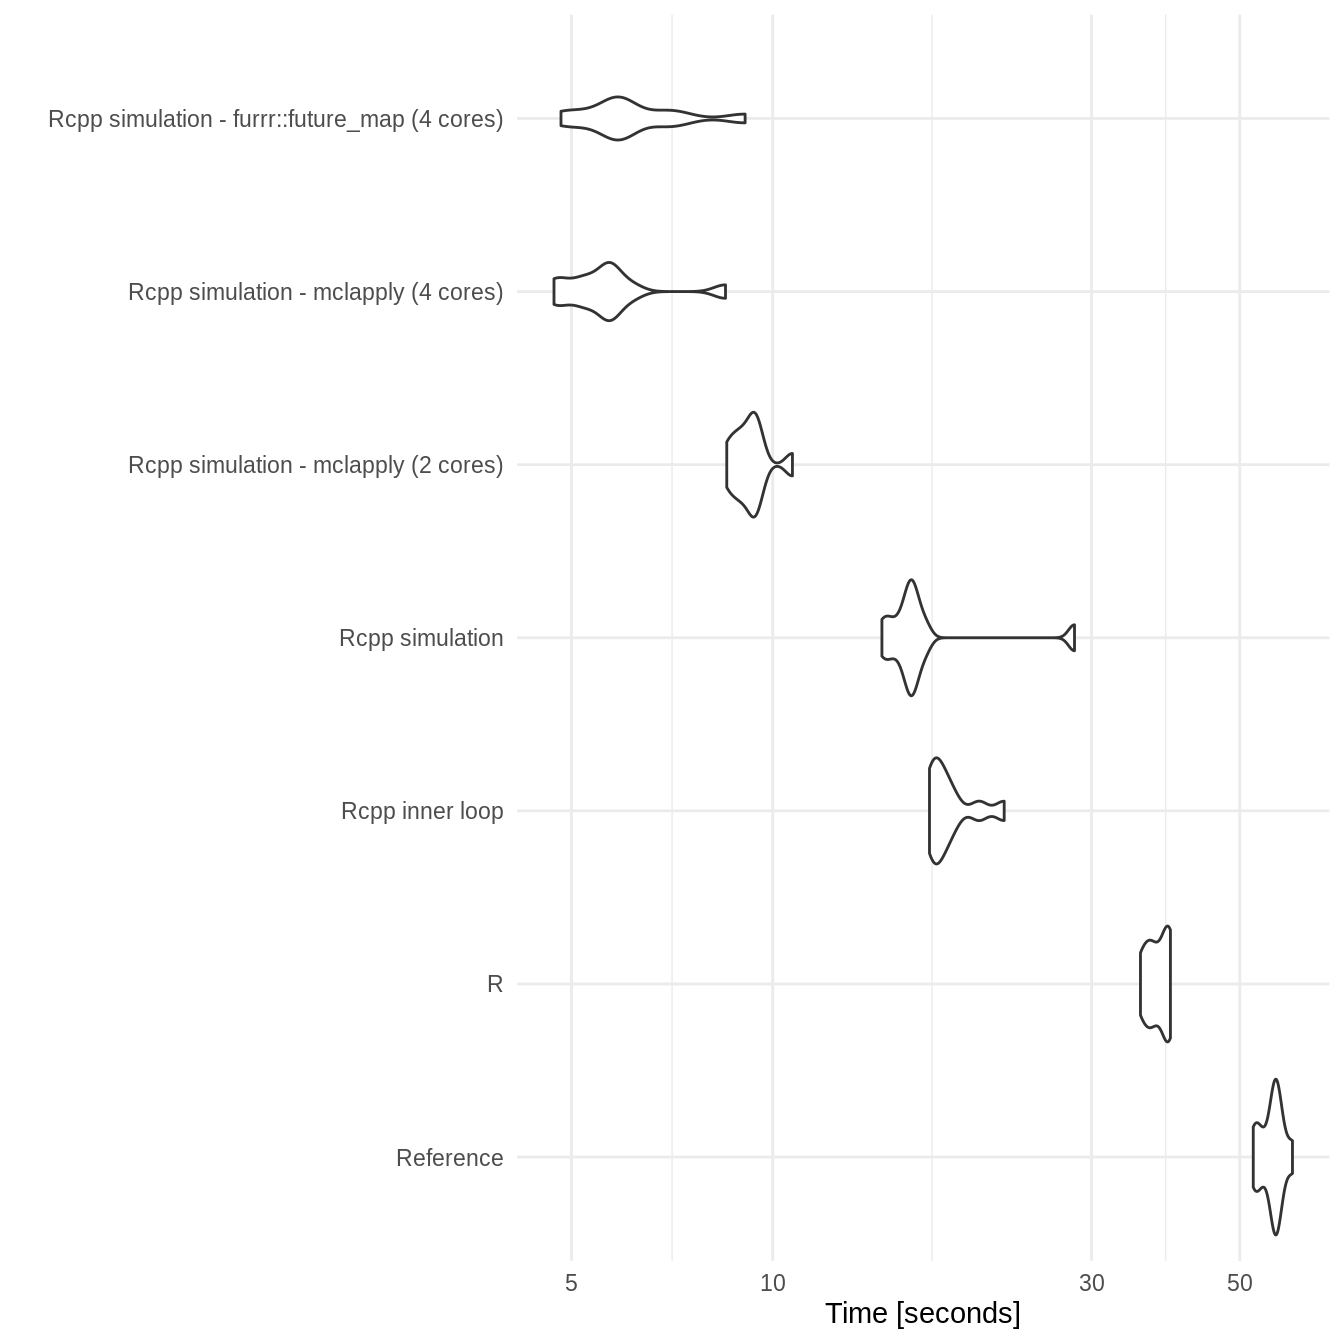 Rcpp simulation - furrr::future_map (4 cores)
Rcpp simulation - mclapply (4 cores)
Rcpp simulation - mclapply (2 cores)
Rcpp simulation
Rcpp inner loop
R
Reference
5 10 30 50
Time [seconds]